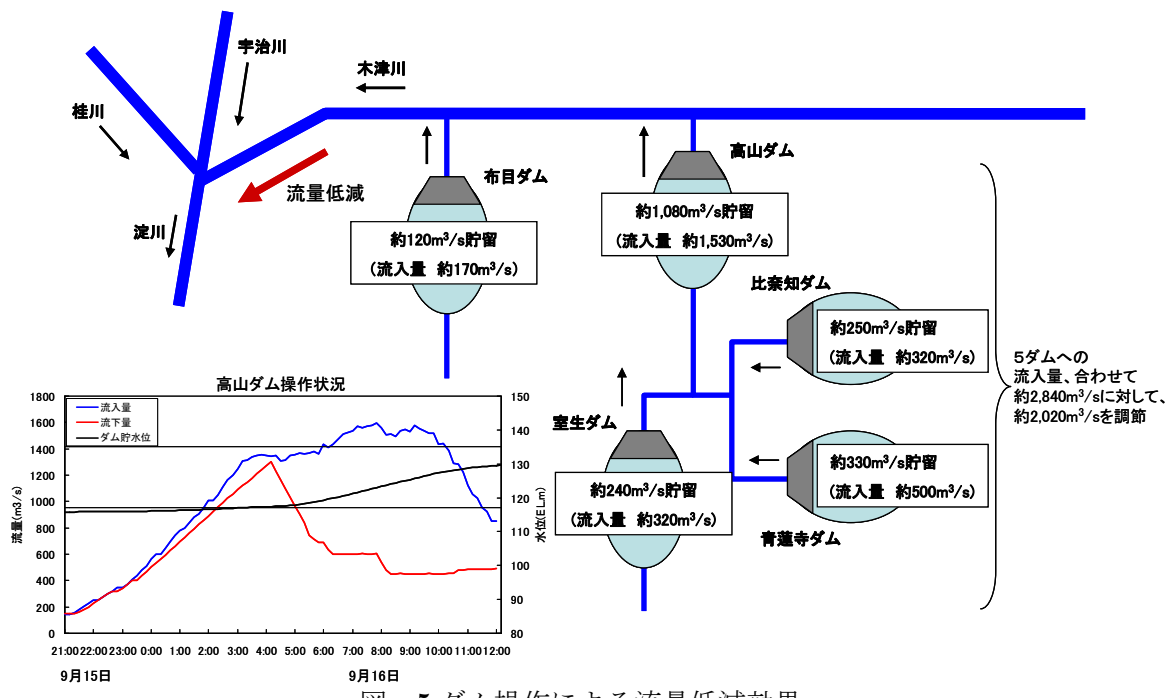 宇治川
木津川
桂川
淀川
流量低減
布目ダム
約120m³/s貯留
(流入量 約170m³/s)
高山ダム
約1,080m³/s貯留
(流入量 約1,530m³/s)
比奈知ダム
約250m³/s貯留
(流入量 約320m³/s)
室生ダム
約240m³/s貯留
(流入量 約320m³/s)
約330m³/s貯留
(流入量 約500m³/s)
青蓮寺ダム
5ダムへの
流入量、合わせて
約2,840m³/sに対して、
約2,020m³/sを調節
高山ダム操作状況
流入量
流下量
ダム貯水位
流量(m3/s)
1800
1600
1400
1200
1000
800
600
400
200
0
水位(EL.m)
150
140
130
120
110
100
90
80
21:00 22:00 23:00 0:00 1:00 2:00 3:00 4:00 5:00 6:00 7:00 8:00 9:00 10:00 11:00 12:00
9月15日 9月16日